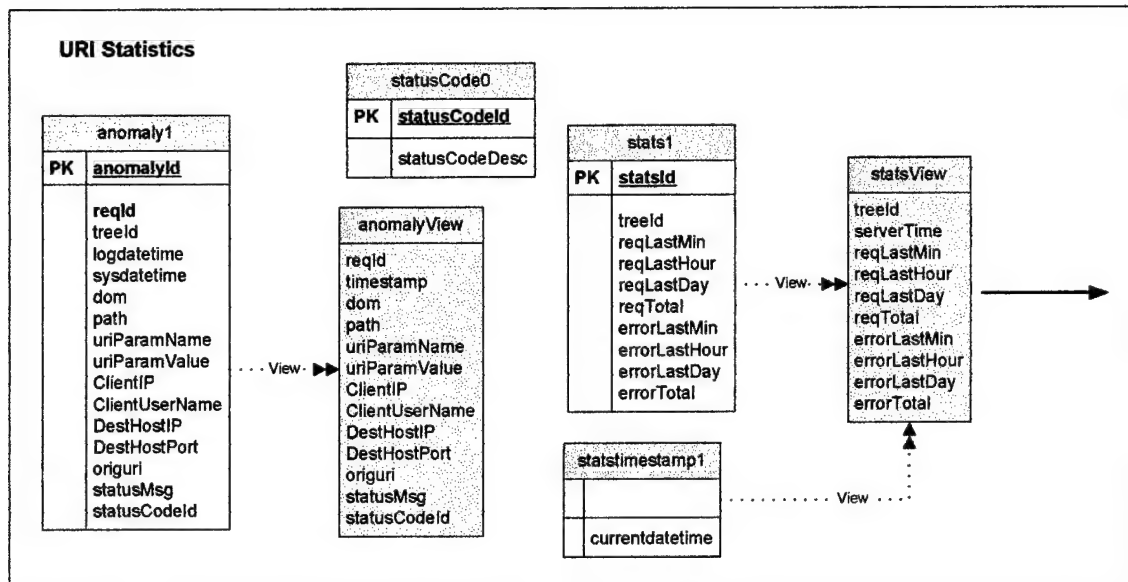 URI Statistics
statusCode0
PK statusCodeId
statusCodeDesc
anomaly1
PK anomalyId
reqId
treeId
logdatetime
sysdatetime
dom
path
uriParamName
uriParamValue
ClientIP
ClientUserName
DestHostIP
DestHostPort
origuri
statusMsg
statusCodeId
View
anomalyView
reqId
timestamp
dom
path
uriParamName
uriParamValue
ClientIP
ClientUserName
DestHostIP
DestHostPort
origuri
statusMsg
statusCodeId
stats1
PK statsId
treeId
reqLastMin
reqLastHour
reqLastDay
reqTotal
errorLastMin
errorLastHour
errorLastDay
errorTotal
View
statsView
treeId
serverTime
reqLastMin
reqLastHour
reqLastDay
reqTotal
errorLastMin
errorLastHour
errorLastDay
errorTotal
statstimestamp1
currentdatetime
View